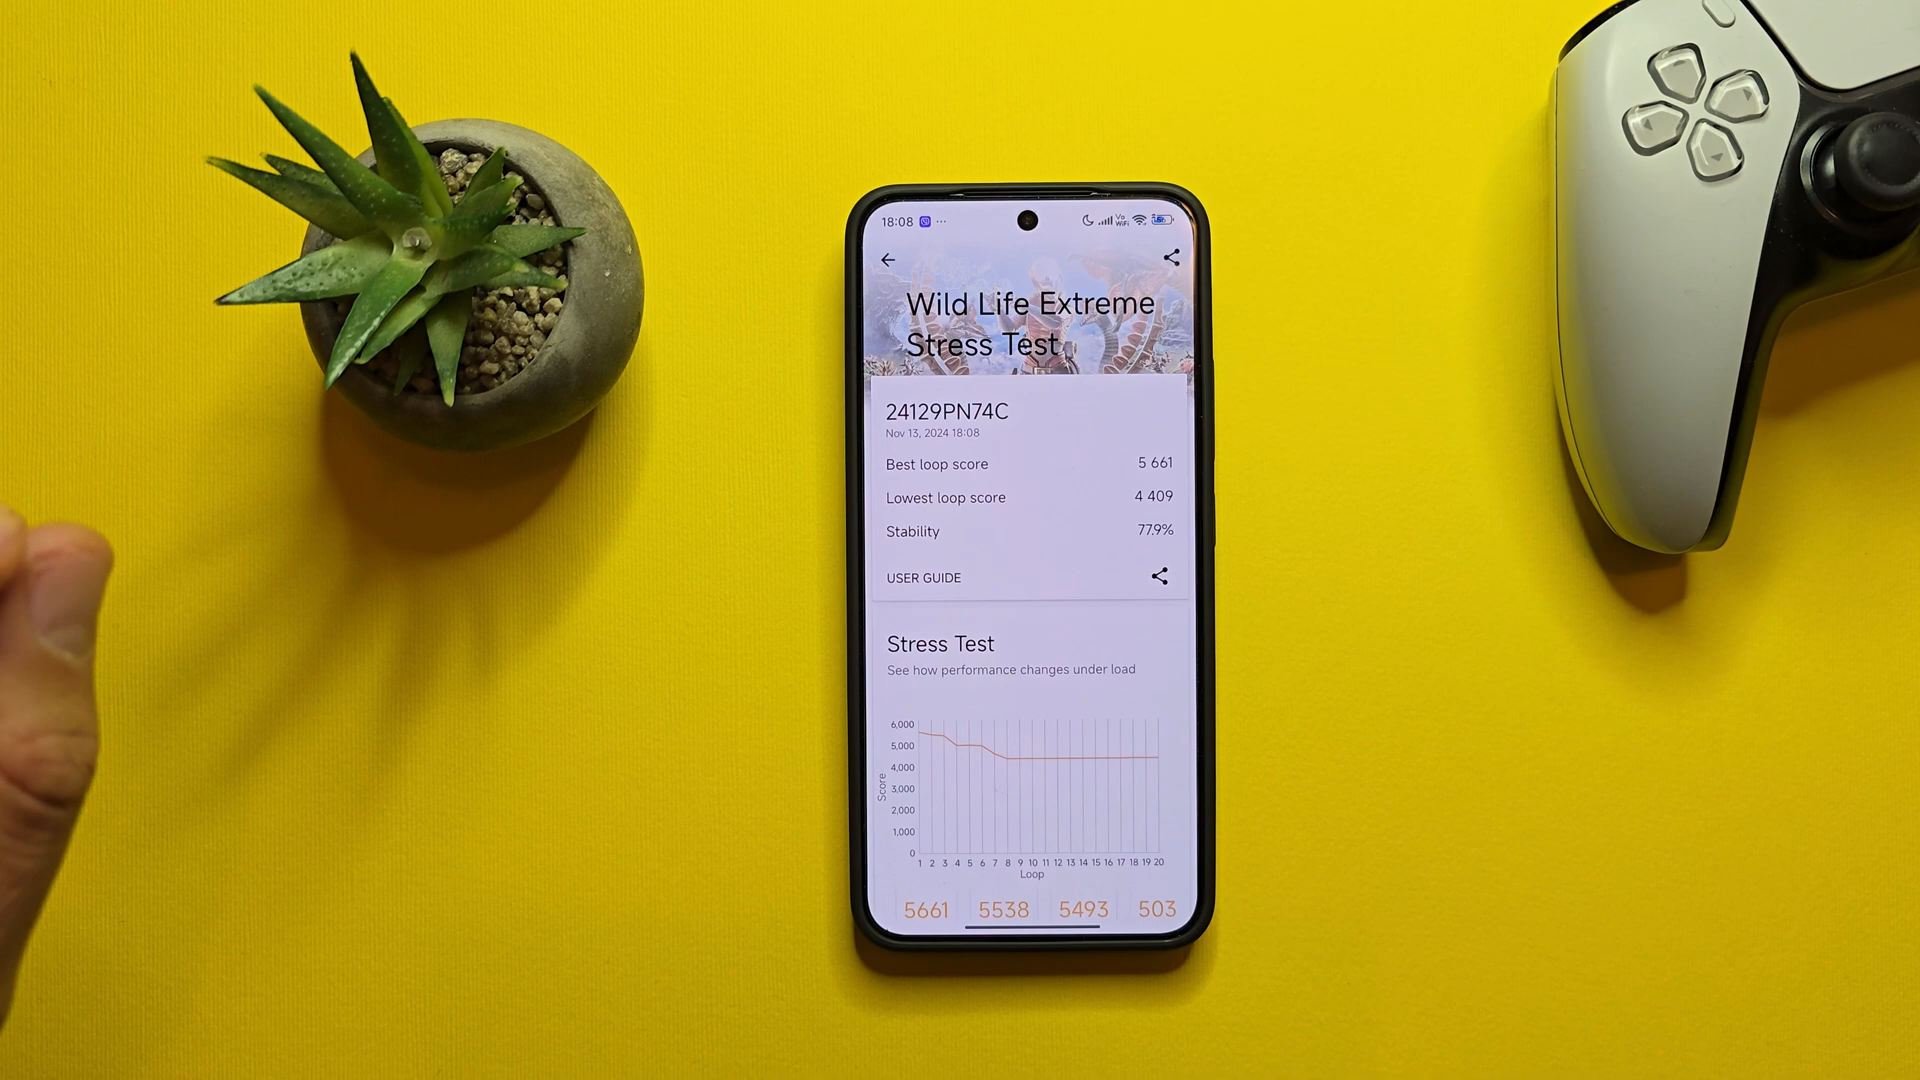 18:08
Vo
WiFi
Wild Life Extreme
Stress Test
24129PN74C
Nov 13, 2024 18:08
Best loop score 5 661
Lowest loop score 4 409
Stability 77.9%
USER GUIDE
Stress Test
See how performance changes under load
6,000
5,000
4,000
3,000
2,000
1,000
0
Score
1 2 3 4 5 6 7 8 9 10 11 12 13 14 15 16 17 18 19 20
Loop
5661 5538 5493 503